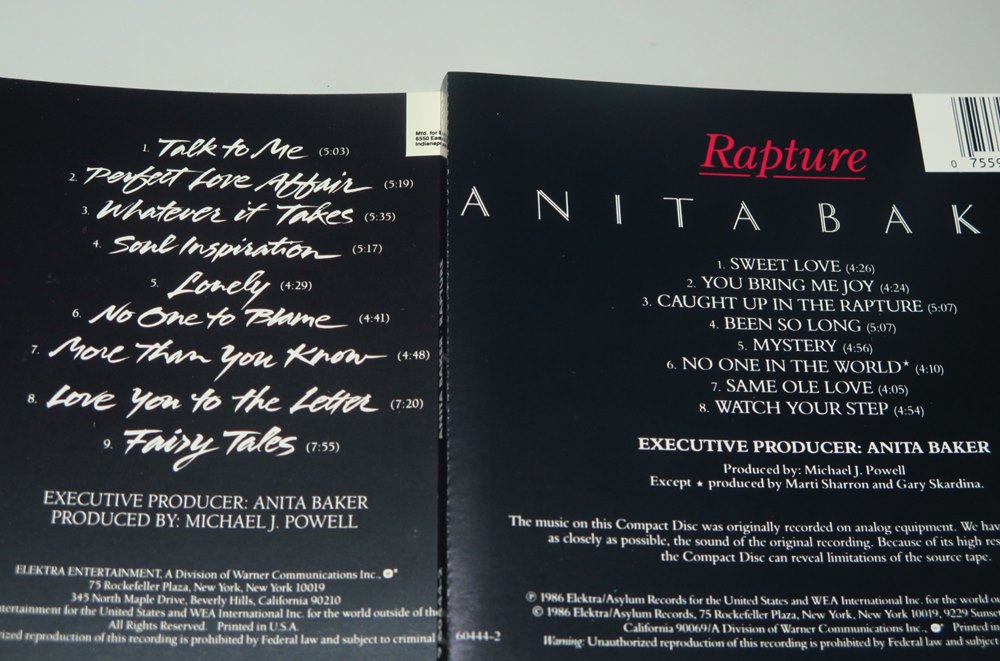 Mfd. for
6550 Eas
Indianap
1. Talk to Me (5:03)
2. Perfect Love Affair (5:19)
3. Whatever it Takes (5:35)
4. Soul Inspiration (5:17)
5. Lonely (4:29)
6. No One to Blame (4:41)
7. More Than You Know (4:48)
8. Love You to the Letter (7:20)
9. Fairy Tales (7:55)
EXECUTIVE PRODUCER: ANITA BAKER
PRODUCED BY: MICHAEL J. POWELL
ELEKTRA ENTERTAINMENT, A Division of Warner Communications Inc.,
75 Rockefeller Plaza, New York, New York 10019
345 North Maple Drive, Beverly Hills, California 90210
tertainment for the United States and WEA International Inc. for the world outside of the
All Rights Reserved. Printed in U.S.A.
rized reproduction of this recording is prohibited by Federal law and subject to criminal
0 7559
Rapture
ANITA BAK
1. SWEET LOVE (4:26)
2. YOU BRING ME JOY (4:24)
3. CAUGHT UP IN THE RAPTURE (5:07)
4. BEEN SO LONG (5:07)
5. MYSTERY (4:56)
6. NO ONE IN THE WORLD* (4:10)
7. SAME OLE LOVE (4:05)
8. WATCH YOUR STEP (4:54)
EXECUTIVE PRODUCER: ANITA BAKER
Produced by: Michael J. Powell
Except ★ produced by Marti Sharron and Gary Skardina.
The music on this Compact Disc was originally recorded on analog equipment. We hav
as closely as possible, the sound of the original recording. Because of its high res
the Compact Disc can reveal limitations of the source tape.
℗ 1986 Elektra/Asylum Records for the United States and WEA International Inc. for the world ou
© 1986 Elektra/Asylum Records, 75 Rockefeller Plaza, New York, New York 10019, 9229 Sunset
California 90069/A Division of Warner Communications Inc., Printed in
60444-2 Warning: Unauthorized reproduction of this recording is prohibited by Federal law and subject